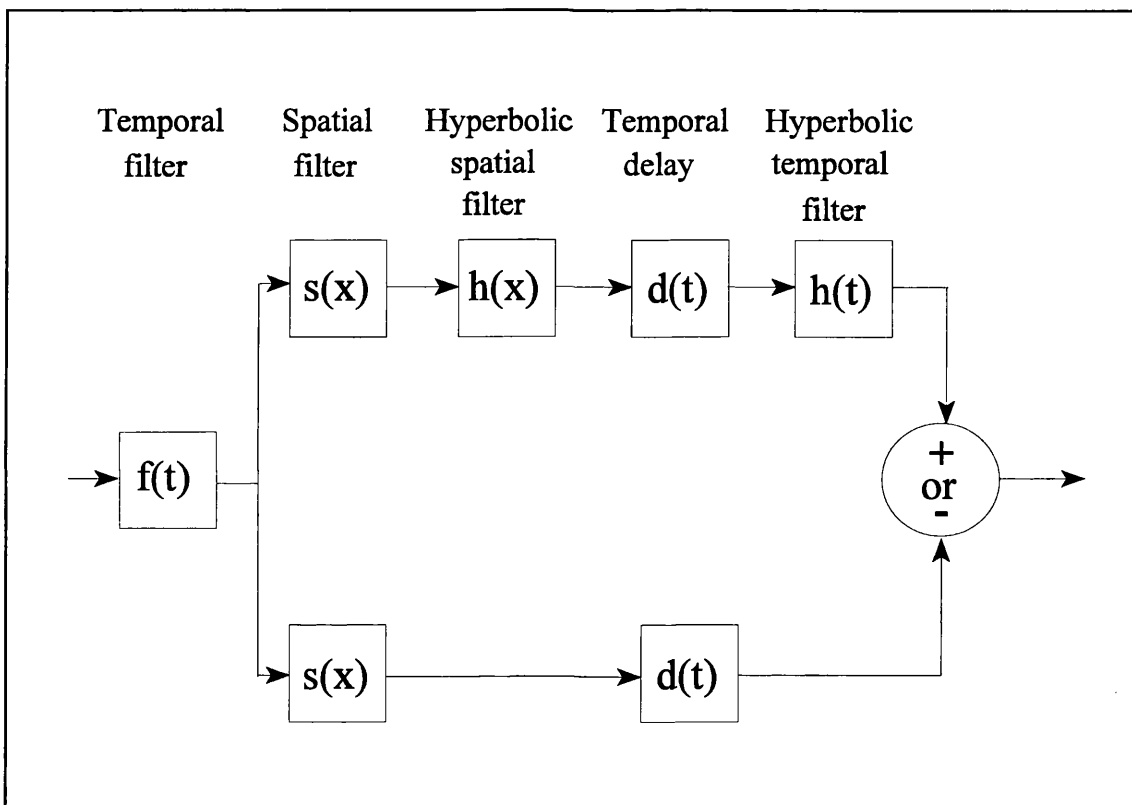 Temporal filter
Spatial filter
Hyperbolic spatial filter
Temporal delay
Hyperbolic temporal filter
s(x)
h(x)
d(t)
h(t)
f(t)
+
or
-
s(x)
d(t)